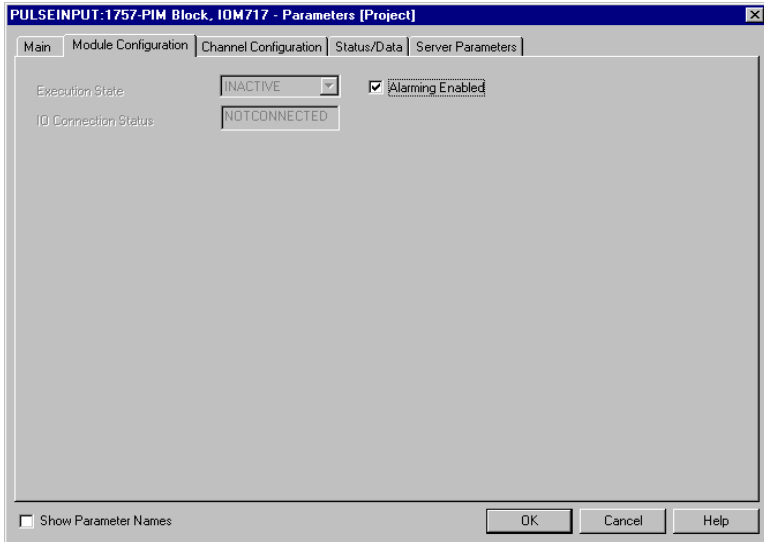 PULSEINPUT:1757-PIM Block, IOM717 - Parameters [Project]
Main Module Configuration Channel Configuration Status/Data Server Parameters
Execution State INACTIVE Alarming Enabled
IO Connection Status NOTCONNECTED
Show Parameter Names OK Cancel Help